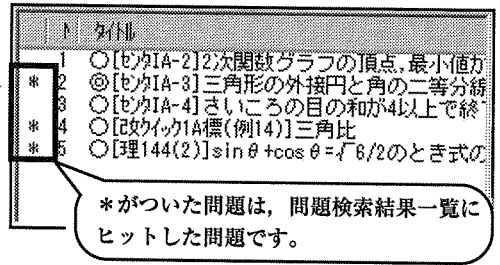 N タイトル
1 ○[センタIA-2]2次関数グラフの頂点,最小値が
* 2 ◎[センタIA-3]三角形の外接円と角の二等分線
3 ○[センタIA-4]さいころの目の和が4以上で終
* 4 ○[改クイック1A標(例14)]三角比
* 5 ○[理144(2)]sinθ+cosθ=√6/2のとき式の
*がついた問題は，問題検索結果一覧に
ヒットした問題です。